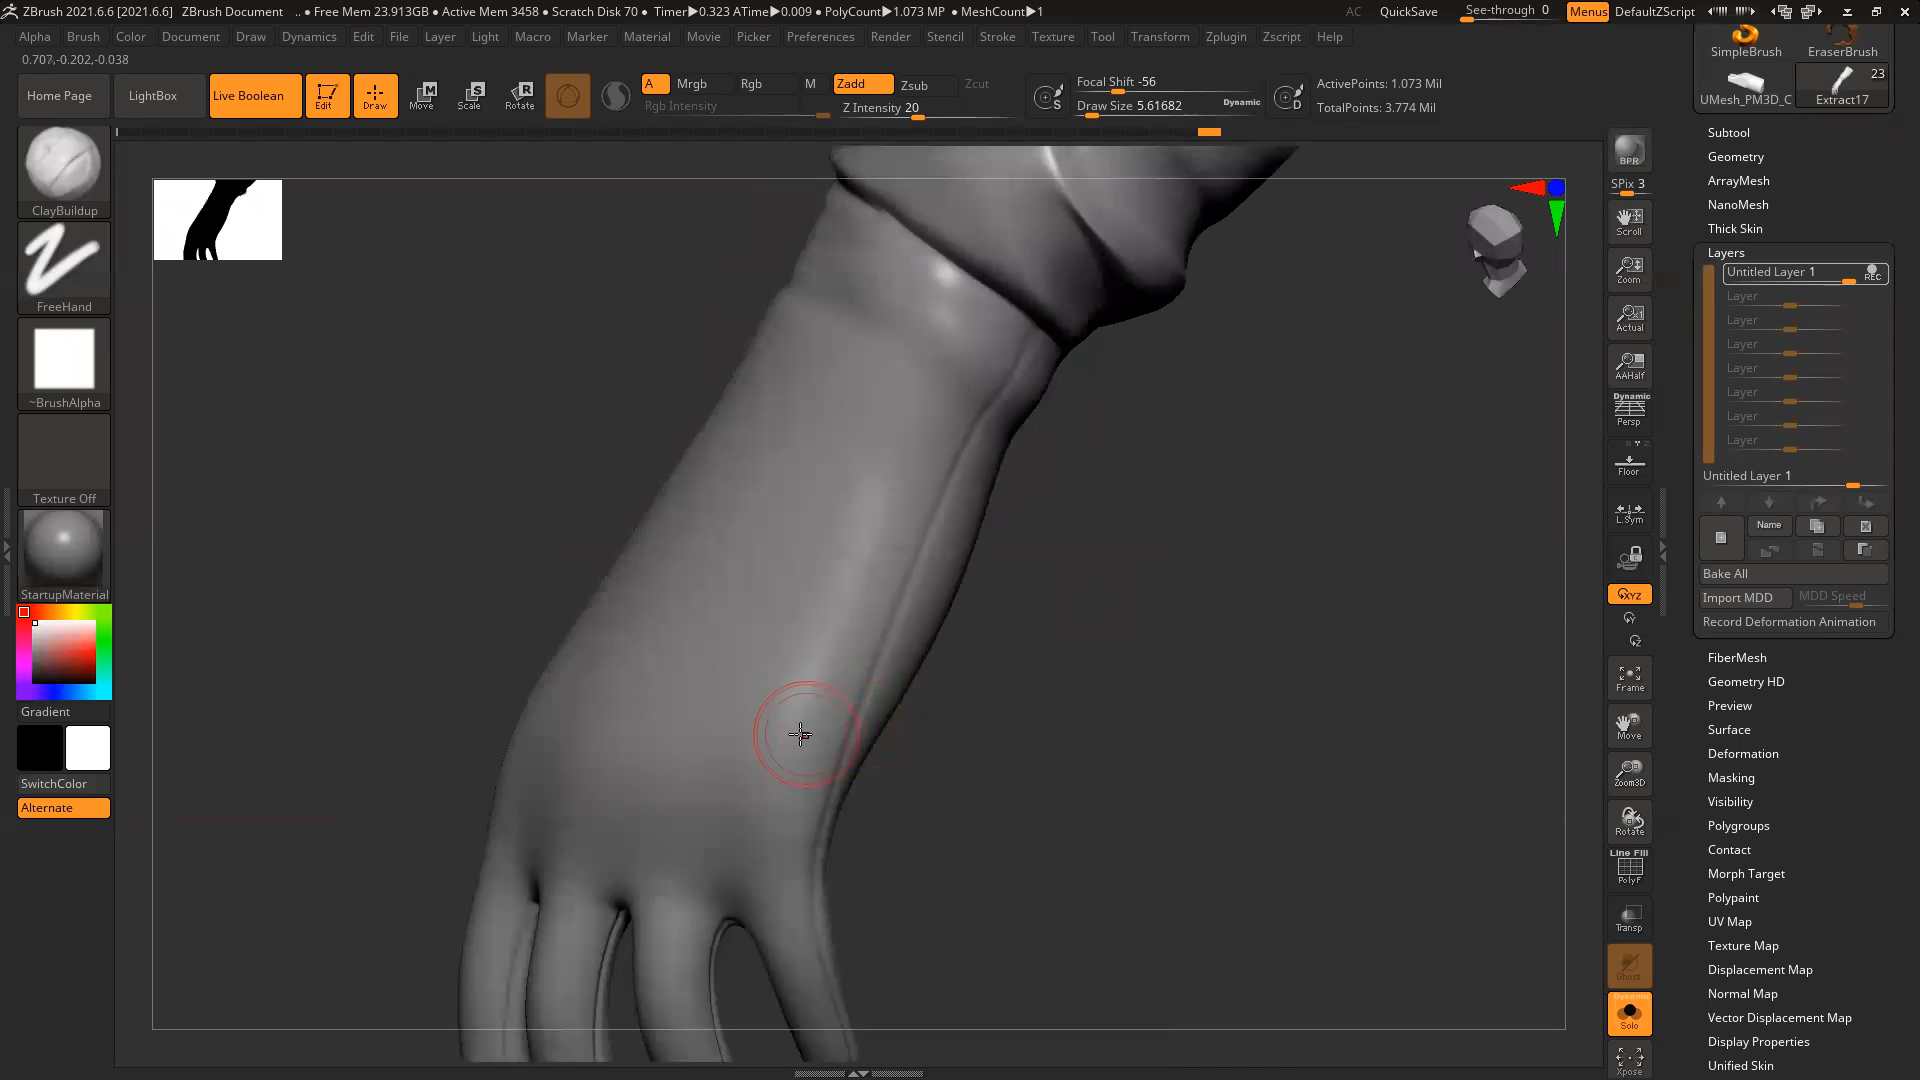 ZBrush 2021.6.6 [2021.6.6] ZBrush Document .. • Free Mem 23.913GB • Active Mem 3458 • Scratch Disk 70 • Timer▶0.323 ATime▶0.009 • PolyCount▶1.073 MP • MeshCount▶1 AC QuickSave See-through 0 Menus DefaultZScript
Alpha Brush Color Document Draw Dynamics Edit File Layer Light Macro Marker Material Movie Picker Preferences Render Stencil Stroke Texture Tool Transform Zplugin Zscript Help
0.707,-0.202,-0.038
Home Page LightBox Live Boolean Edit Draw Move Scale Rotate
A Mrgb Rgb M Zadd Zsub Zcut
Rgb Intensity Z Intensity 20
Focal Shift -56
Draw Size 5.61682 Dynamic
ActivePoints: 1.073 Mil
TotalPoints: 3.774 Mil
SimpleBrush EraserBrush
23
UMesh_PM3D_C Extract17
ClayBuildup
FreeHand
~BrushAlpha
Texture Off
StartupMaterial
Gradient
SwitchColor
Alternate
BPR
SPix 3
Scroll
Zoom
Actual
AAHalf
Dynamic
Persp
Floor
L.Sym
XYZ
Frame
Move
Zoom3D
Rotate
Line Fill
PolyF
Transp
Ghost
Dynamic
Solo
Xpose
Subtool
Geometry
ArrayMesh
NanoMesh
Thick Skin
Layers
Untitled Layer 1 REC
Layer
Layer
Layer
Layer
Layer
Layer
Layer
Untitled Layer 1
Name
Bake All
Import MDD MDD Speed
Record Deformation Animation
FiberMesh
Geometry HD
Preview
Surface
Deformation
Masking
Visibility
Polygroups
Contact
Morph Target
Polypaint
UV Map
Texture Map
Displacement Map
Normal Map
Vector Displacement Map
Display Properties
Unified Skin